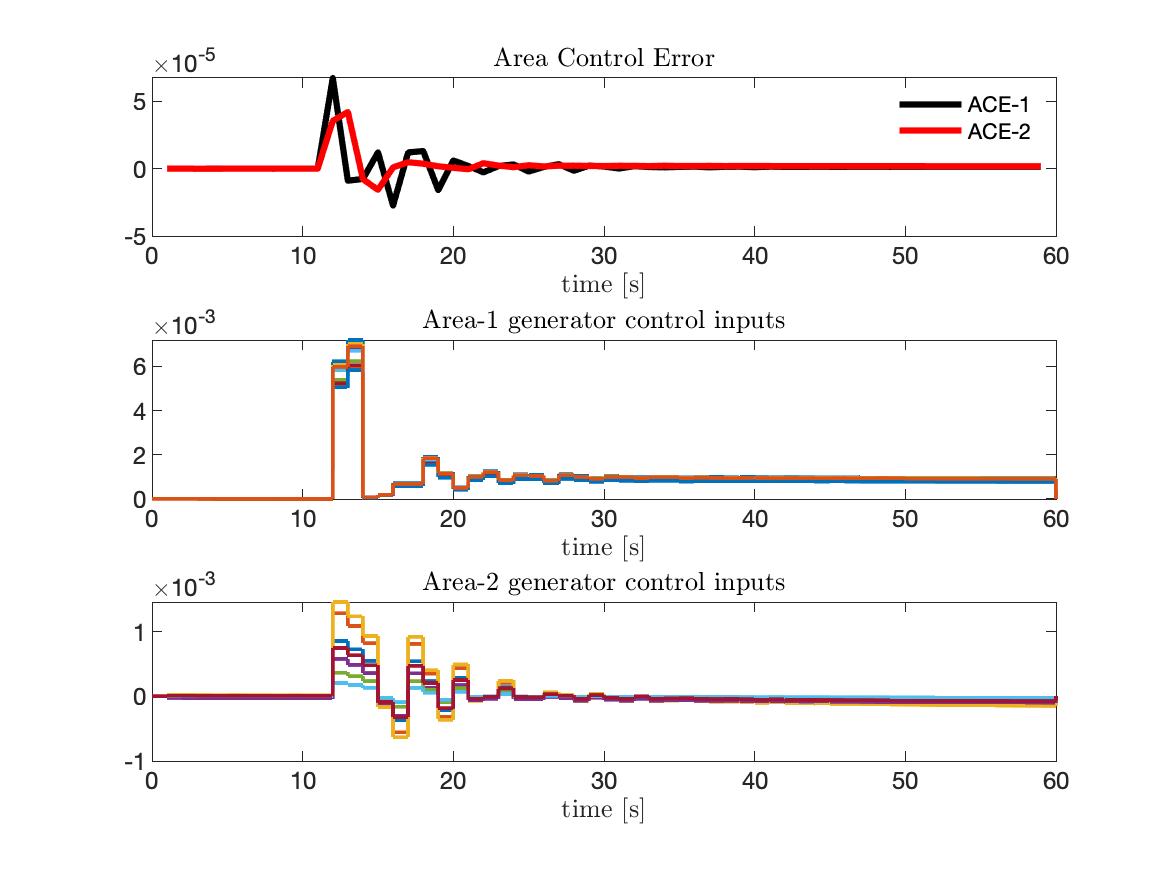 Area Control Error
×10-5
5
0
-5
ACE-1
ACE-2
0 10 20 30 40 50 60
time [s]
Area-1 generator control inputs
×10-3
6
4
2
0
0 10 20 30 40 50 60
time [s]
Area-2 generator control inputs
×10-3
1
0
-1
0 10 20 30 40 50 60
time [s]